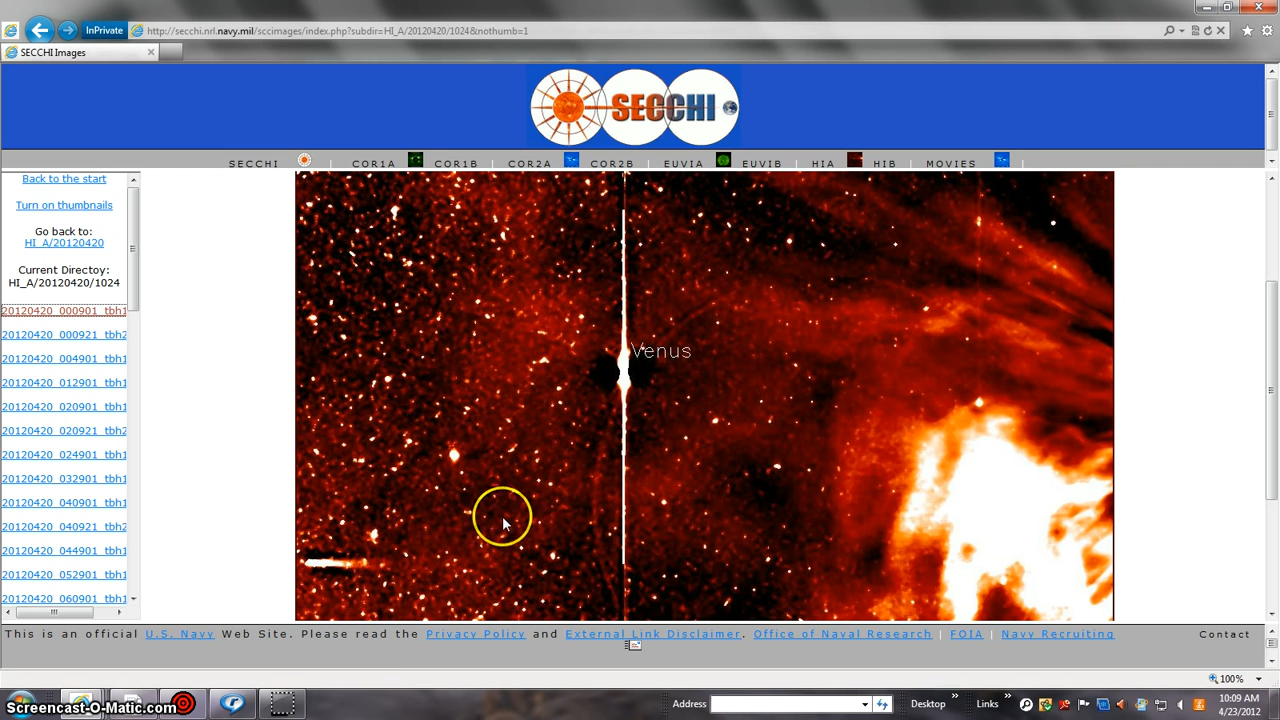 InPrivate
http://secchi.nrl.navy.mil/sccimages/index.php?subdir=HI_A/20120420/1024&nothumb=1
SECCHI Images
SECCHI
SECCHI | COR1A COR1B | COR2A COR2B | EUVIA EUVIB | HIA HIB | MOVIES |
Back to the start
Turn on thumbnails
Go back to:
HI_A/20120420
Current Directoy:
HI_A/20120420/1024
20120420_000901_tbh1
20120420_000921_tbh2
20120420_004901_tbh1
20120420_012901_tbh1
20120420_020901_tbh1
20120420_020921_tbh2
20120420_024901_tbh1
20120420_032901_tbh1
20120420_040901_tbh1
20120420_040921_tbh2
20120420_044901_tbh1
20120420_052901_tbh1
20120420_060901_tbh1
Venus
This is an official U.S. Navy Web Site. Please read the Privacy Policy and External Link Disclaimer. Office of Naval Research | FOIA | Navy Recruiting Contact
100%
Screencast-O-Matic.com
Address
Desktop
Links
10:09 AM
4/23/2012